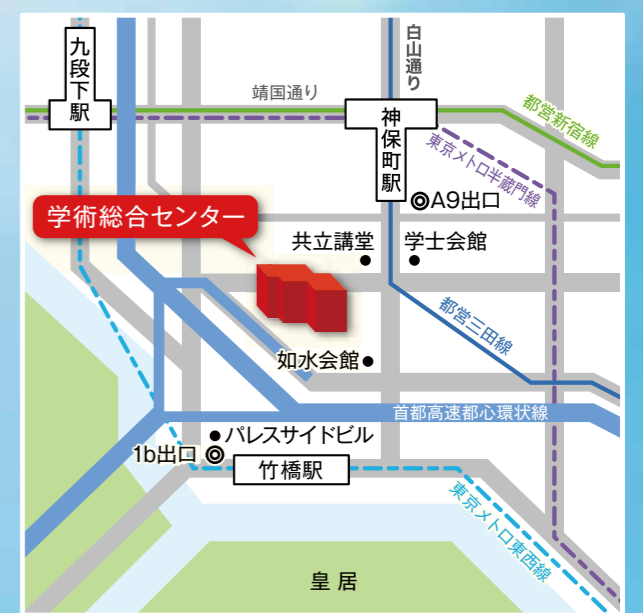 九段下駅
白山通り
靖国通り
神保町駅
都営新宿線
東京メトロ半蔵門線
◎A9出口
学術総合センター
共立講堂
学士会館
都営三田線
如水会館
首都高速都心環状線
パレスサイドビル
1b出口◎
竹橋駅
東京メトロ東西線
皇居